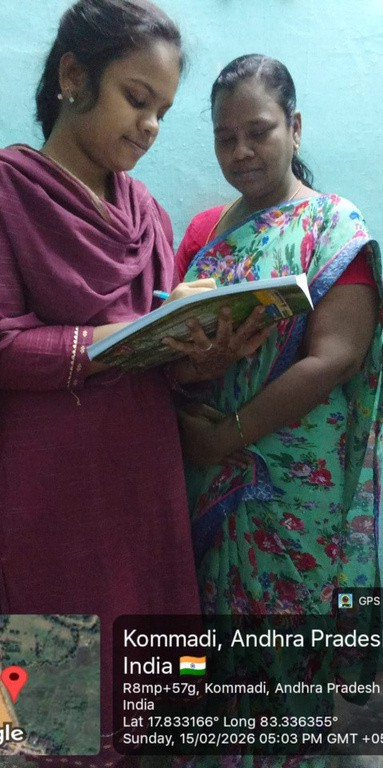 GPS
Kommadi, Andhra Prades
India 🇮🇳
R8mp+57g, Kommadi, Andhra Pradesh
India
Lat 17.833166° Long 83.336355°
Sunday, 15/02/2026 05:03 PM GMT +05
gle